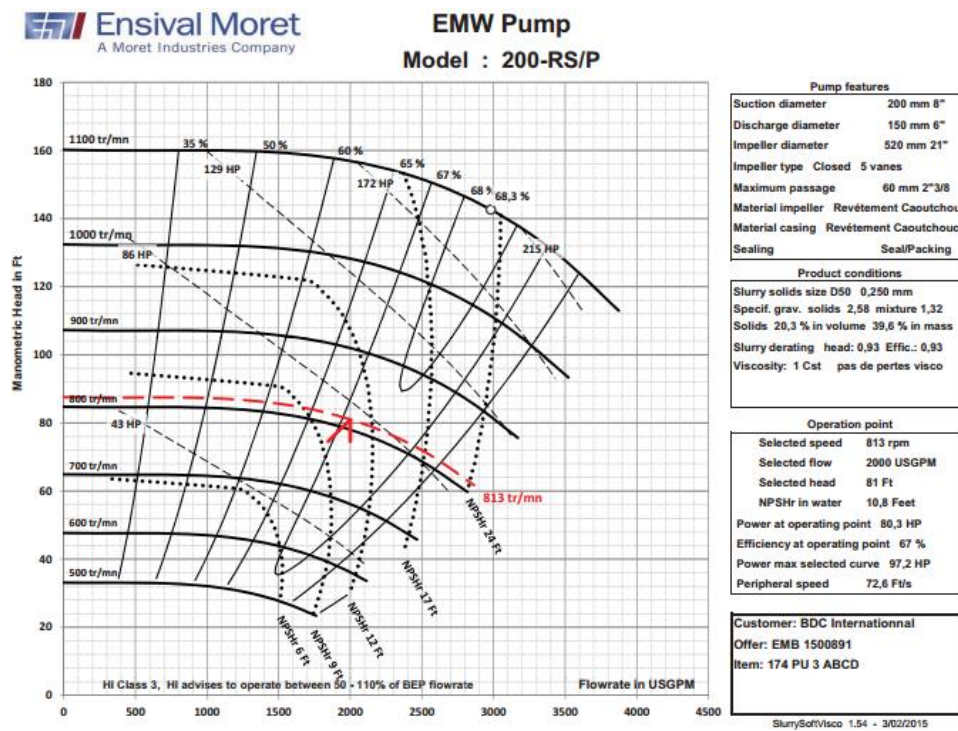 Ensival Moret
A Moret Industries Company
EMW Pump
Model : 200-RS/P
Manometric Head in Ft
180
160
140
120
100
80
60
40
20
0
0 500 1000 1500 2000 2500 3000 3500 4000 4500
1100 tr/mn
1000 tr/mn
900 tr/mn
800 tr/mn
700 tr/mn
600 tr/mn
500 tr/mn
35 %
50 %
60 %
65 %
67 %
68 %
68,3 %
129 HP
172 HP
215 HP
86 HP
43 HP
813 tr/mn
NPSHr 6 Ft
NPSHr 9 Ft
NPSHr 12 Ft
NPSHr 17 Ft
NPSHr 24 Ft
HI Class 3, HI advises to operate between 50 - 110% of BEP flowrate
Flowrate in USGPM
Pump features
Suction diameter 200 mm 8"
Discharge diameter 150 mm 6"
Impeller diameter 520 mm 21"
Impeller type Closed 5 vanes
Maximum passage 60 mm 2"3/8
Material impeller Revêtement Caoutchou
Material casing Revêtement Caoutchouc
Sealing Seal/Packing
Product conditions
Slurry solids size D50 0,250 mm
Specif. grav. solids 2,58 mixture 1,32
Solids 20,3 % in volume 39,6 % in mass
Slurry derating head: 0,93 Effic.: 0,93
Viscosity: 1 Cst pas de pertes visco
Operation point
Selected speed 813 rpm
Selected flow 2000 USGPM
Selected head 81 Ft
NPSHr in water 10,8 Feet
Power at operating point 80,3 HP
Efficiency at operating point 67 %
Power max selected curve 97,2 HP
Peripheral speed 72,6 Ft/s
Customer: BDC Internationnal
Offer: EMB 1500891
Item: 174 PU 3 ABCD
SlurrySoftVisco 1.54 - 3/02/2015